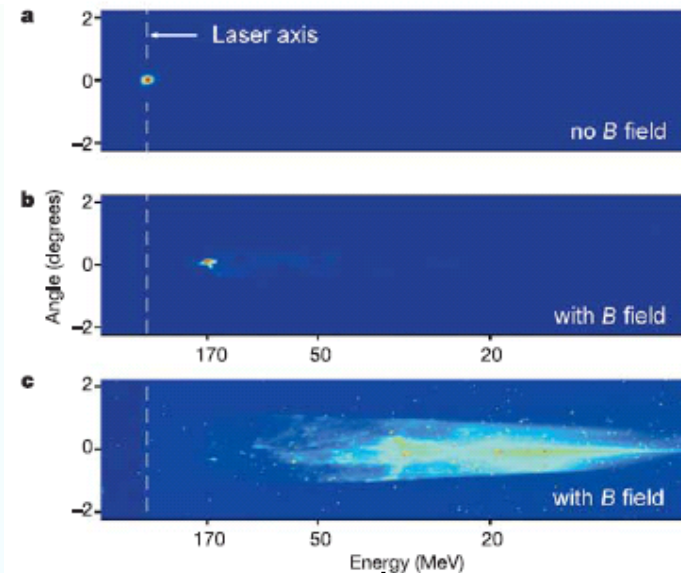 a
2
Laser axis
0
no B field
−2
b
2
0
with B field
−2
170 50 20
c
2
0
with B field
−2
170 50 20
Energy (MeV)
Angle (degrees)